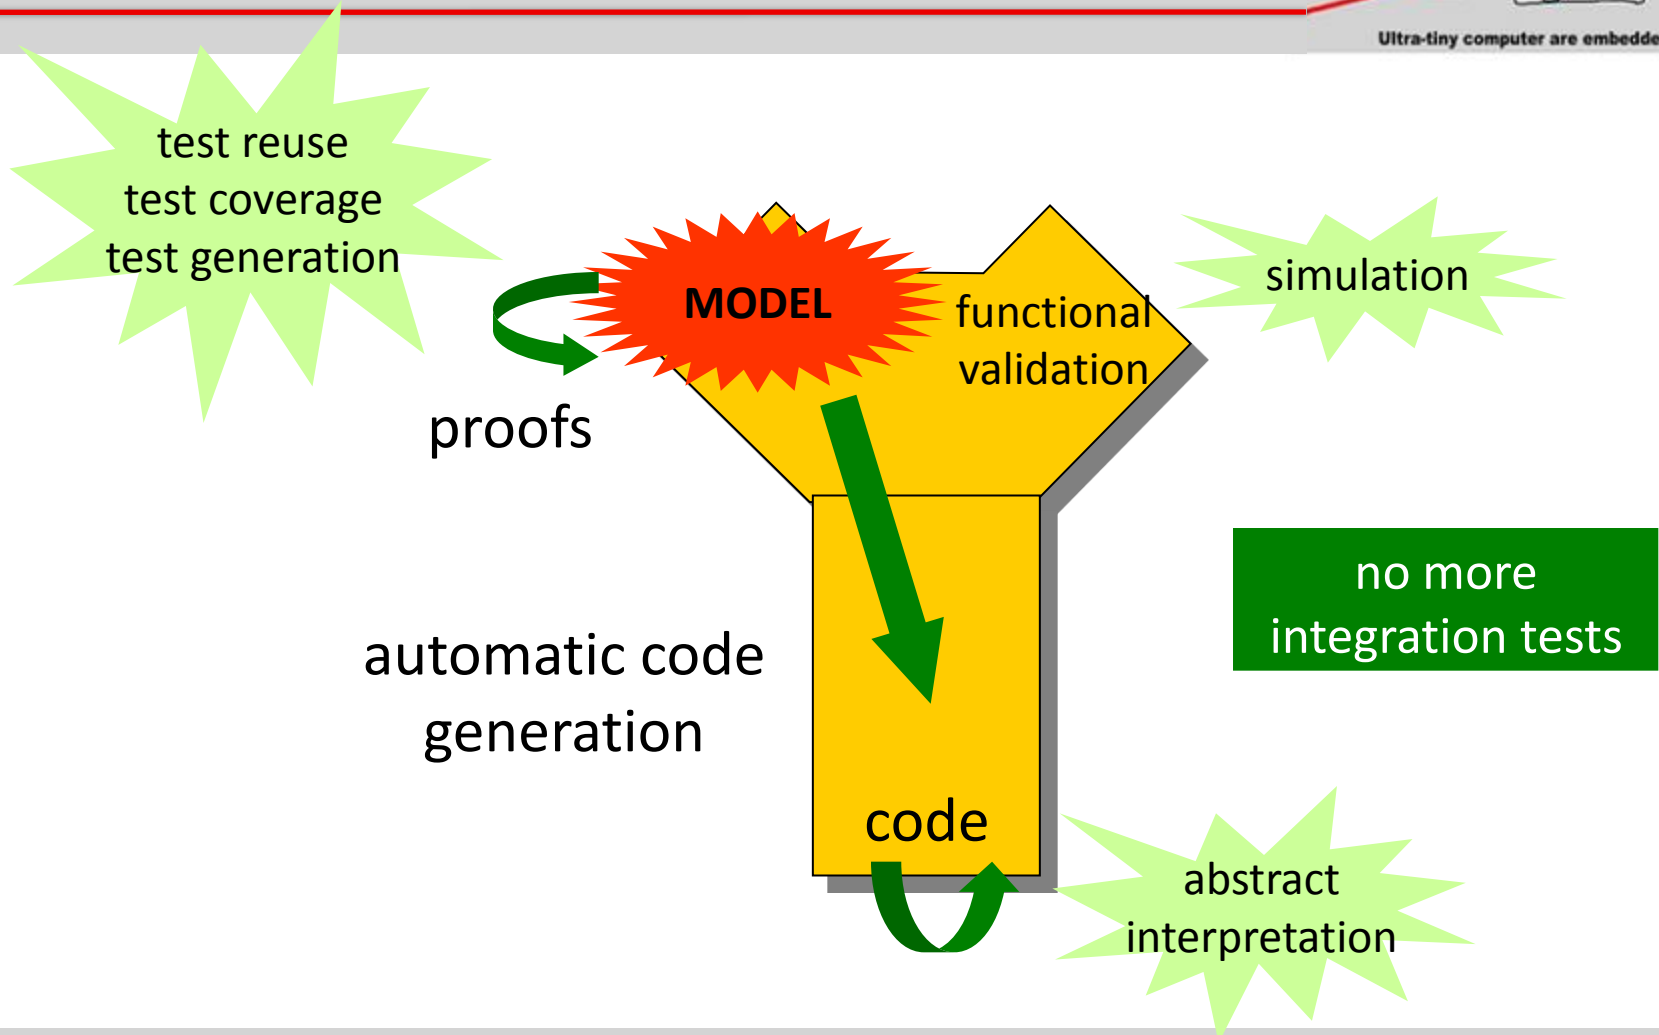 Ultra-tiny computer are
test reuse
test coverage
test generation
MODEL
functional
validation
simulation
proofs
no more
integration tests
automatic code
generation
code
abstract
interpretation